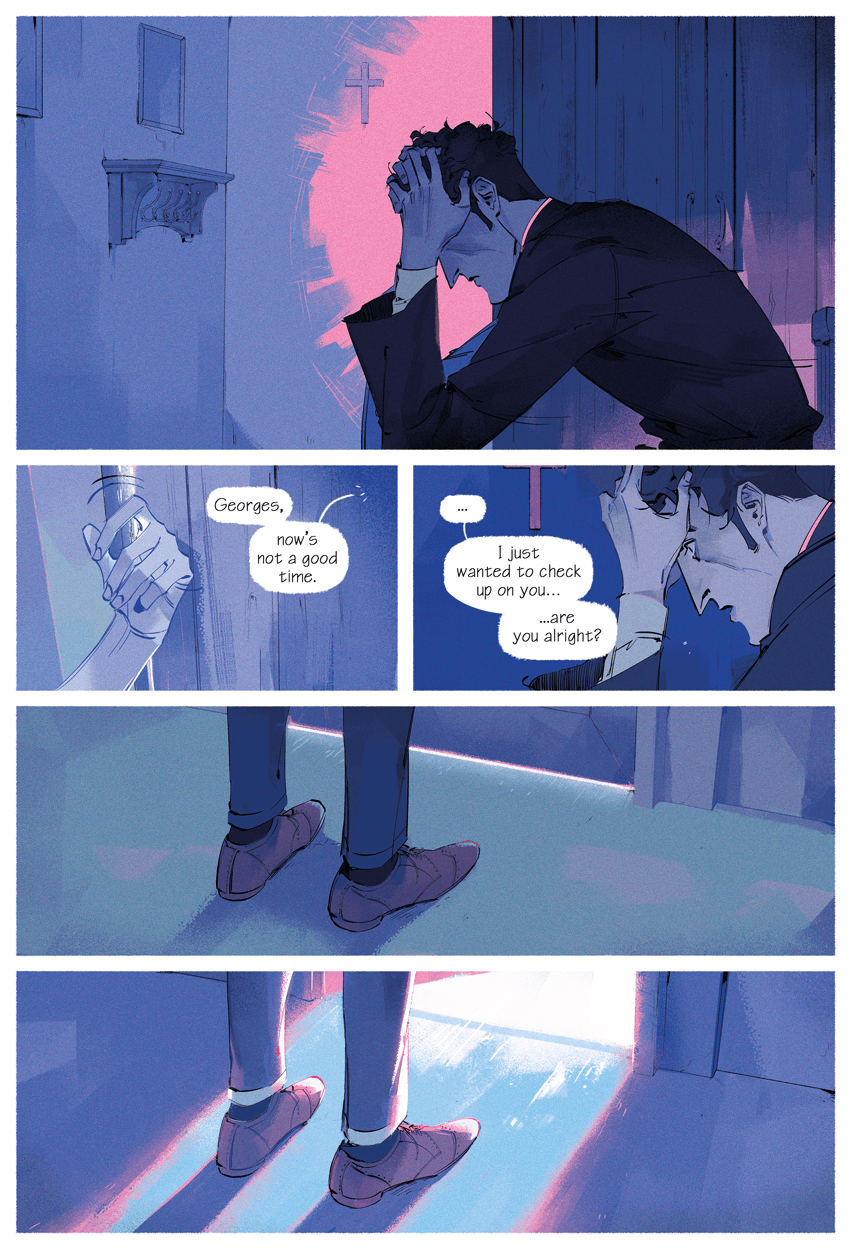 Georges,
now's
not a good
time.
...
I just
wanted to check
up on you...
...are
you alright?